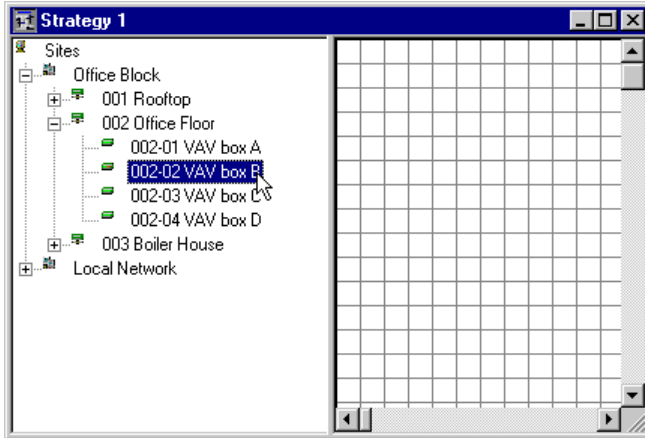 Strategy 1
Sites
Office Block
001 Rooftop
002 Office Floor
002-01 VAV box A
002-02 VAV box B
002-03 VAV box C
002-04 VAV box D
003 Boiler House
Local Network